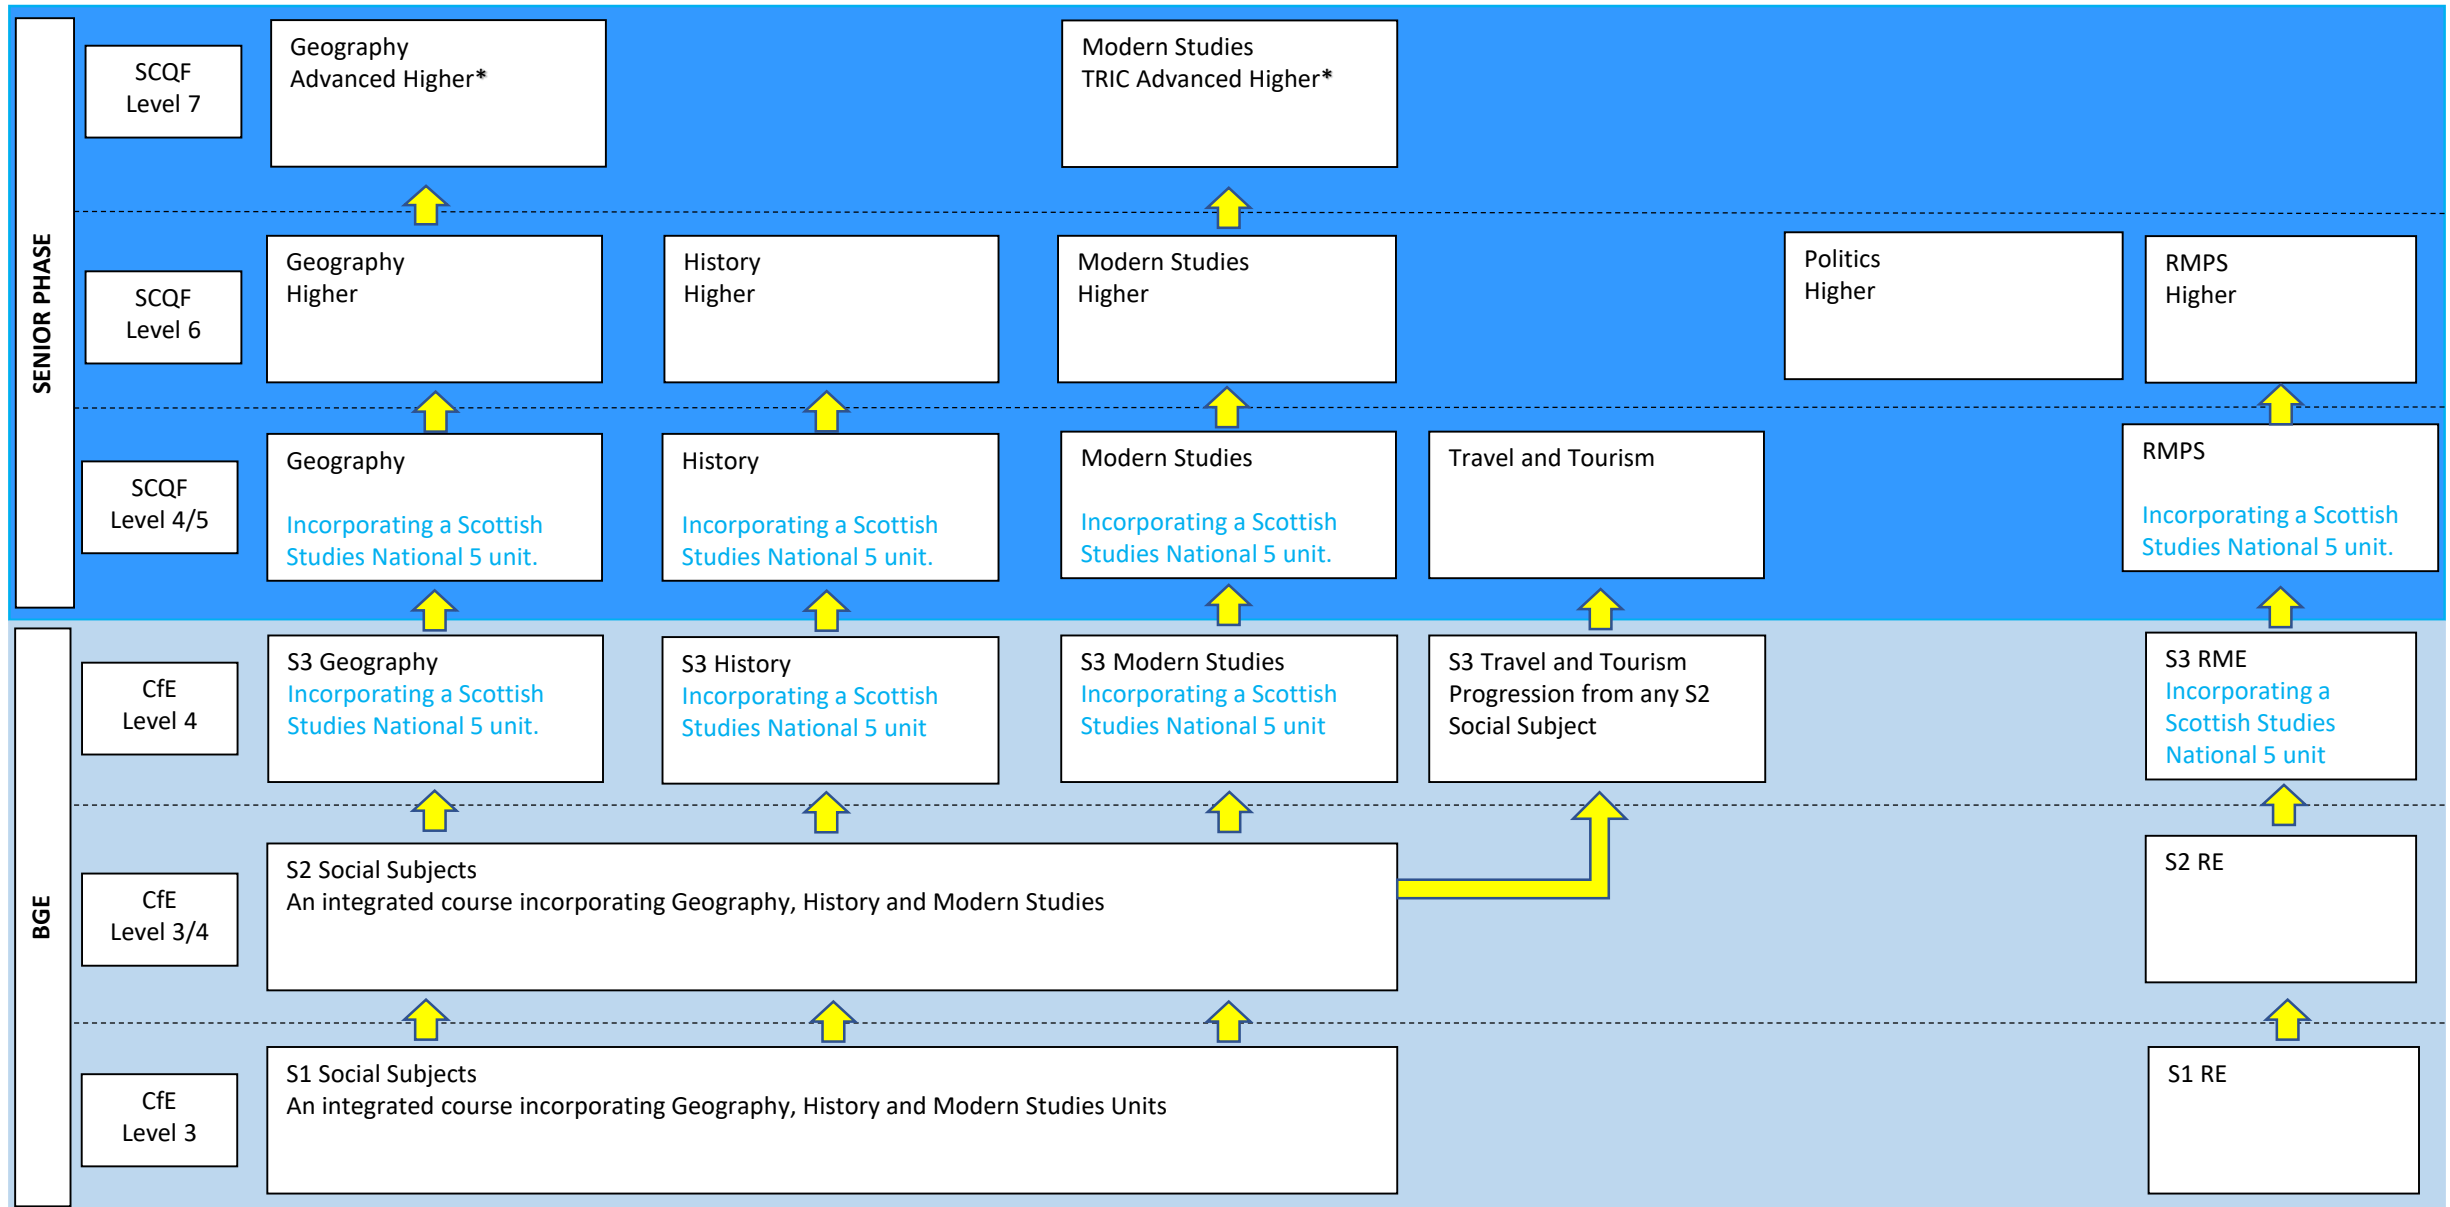 SENIOR PHASE
SCQF
Level 7
Geography
Advanced Higher*
Modern Studies
TRIC Advanced Higher*
SCQF
Level 6
Geography
Higher
History
Higher
Modern Studies
Higher
Politics
Higher
RMPS
Higher
SCQF
Level 4/5
Geography
Incorporating a Scottish
Studies National 5 unit.
History
Incorporating a Scottish
Studies National 5 unit.
Modern Studies
Incorporating a Scottish
Studies National 5 unit.
Travel and Tourism
RMPS
Incorporating a Scottish
Studies National 5 unit.
BGE
CfE
Level 4
S3 Geography
Incorporating a Scottish
Studies National 5 unit.
S3 History
Incorporating a Scottish
Studies National 5 unit
S3 Modern Studies
Incorporating a Scottish
Studies National 5 unit
S3 Travel and Tourism
Progression from any S2
Social Subject
S3 RME
Incorporating a
Scottish Studies
National 5 unit
CfE
Level 3/4
S2 Social Subjects
An integrated course incorporating Geography, History and Modern Studies
S2 RE
CfE
Level 3
S1 Social Subjects
An integrated course incorporating Geography, History and Modern Studies Units
S1 RE